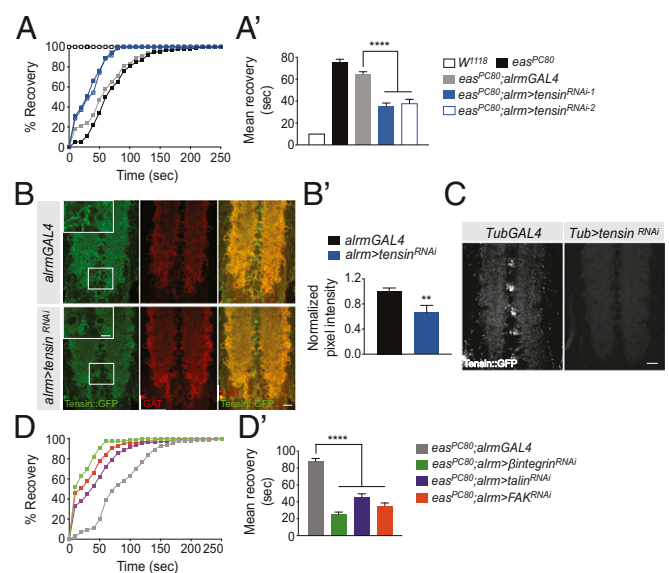 A
% Recovery
100
80
60
40
20
0
0 50 100 150 200 250
Time (sec)
A'
Mean recovery
(sec)
80
60
40
20
0
****
W1118 easPC80
easPC80;alrmGAL4
easPC80;alrm>tensinRNAi-1
easPC80;alrm>tensinRNAi-2
B
alrmGAL4
alrm>tensin RNAi
Tensin::GFP
GAT
Tensin::GFP
B'
alrmGAL4
alrm>tensinRNAi
Normalized
pixel intensity
1.2
0.8
0.4
0.0
**
C
TubGAL4 Tub>tensin RNAi
Tensin::GFP
D
% Recovery
100
80
60
40
20
0
0 50 100 150 200 250
Time (sec)
D'
Mean recovery
(sec)
100
80
60
40
20
0
****
easPC80;alrmGAL4
easPC80;alrm>βintegrinRNAi
easPC80;alrm>talinRNAi
easPC80;alrm>FAKRNAi